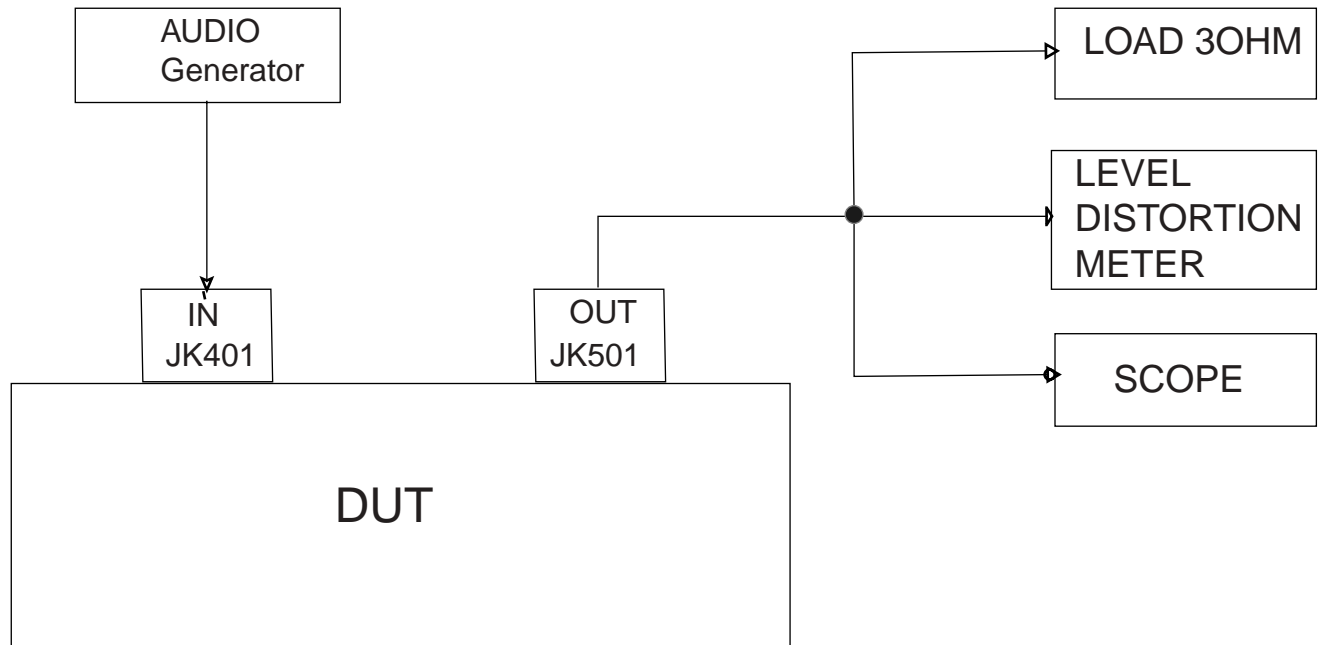 AUDIO
Generator
LOAD 3OHM
LEVEL
DISTORTION
METER
IN
JK401
OUT
JK501
SCOPE
DUT